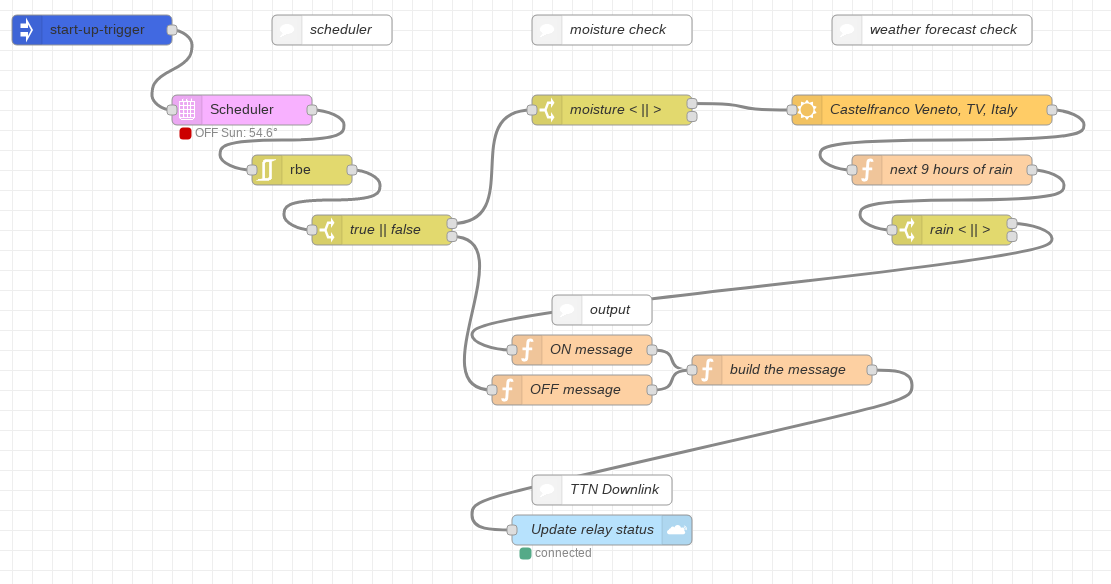 start-up-trigger
scheduler
moisture check
weather forecast check
Scheduler
OFF Sun: 54.6°
moisture < || >
Castelfranco Veneto, TV, Italy
rbe
next 9 hours of rain
true || false
rain < || >
output
ON message
build the message
OFF message
TTN Downlink
Update relay status
connected